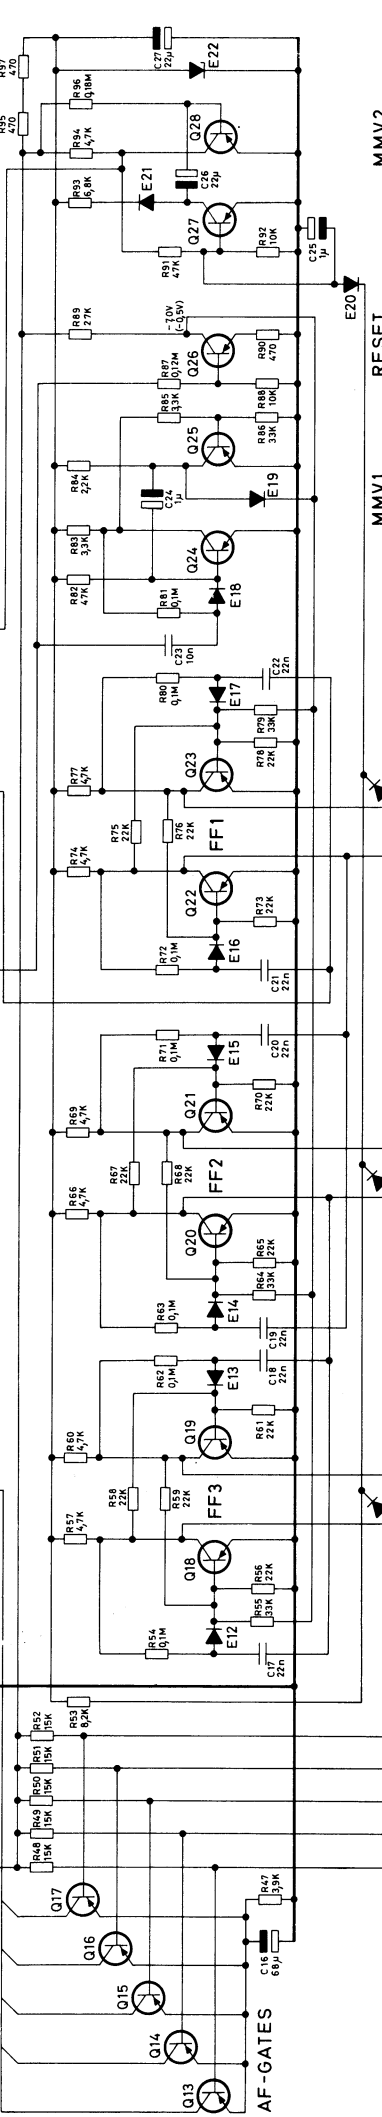 R97
470
R95
470
C27
22µ
E22
R96
0,18M
Q28
R94
4,7K
C26
22µ
E21
R93
6,8K
Q27
R92
10K
C25
1µ
R91
47K
E20
MMV2
R89
27K
-7,0V
(-0,5V)
Q26
R90
470
R87
0,12M
R88
10K
RESET
R85
3,3K
R86
33K
Q25
R84
2,2K
C24
1µ
E19
MMV1
R83
3,3K
Q24
R82
47K
R81
0,1M
E18
C23
10n
R80
0,1M
C22
22n
E17
R79
33K
R78
22K
Q23
R77
4,7K
R75
22K
R76
22K
FF1
R74
4,7K
Q22
R73
22K
R72
0,1M
E16
C21
22n
R71
0,1M
C20
22n
E15
R70
22K
Q21
R69
4,7K
R67
22K
R68
22K
FF2
R66
4,7K
Q20
R65
22K
R64
33K
R63
0,1M
E14
C19
22n
R62
0,1M
C18
22n
E13
R61
22K
Q19
R60
4,7K
R58
22K
R59
22K
FF3
R57
4,7K
Q18
R56
22K
R55
33K
R54
0,1M
E12
C17
22n
R53
8,2K
R52
15K
R51
15K
R50
15K
R49
15K
R48
15K
R47
3,9K
C16
68µ
Q17
Q16
Q15
Q14
Q13
AF-GATES